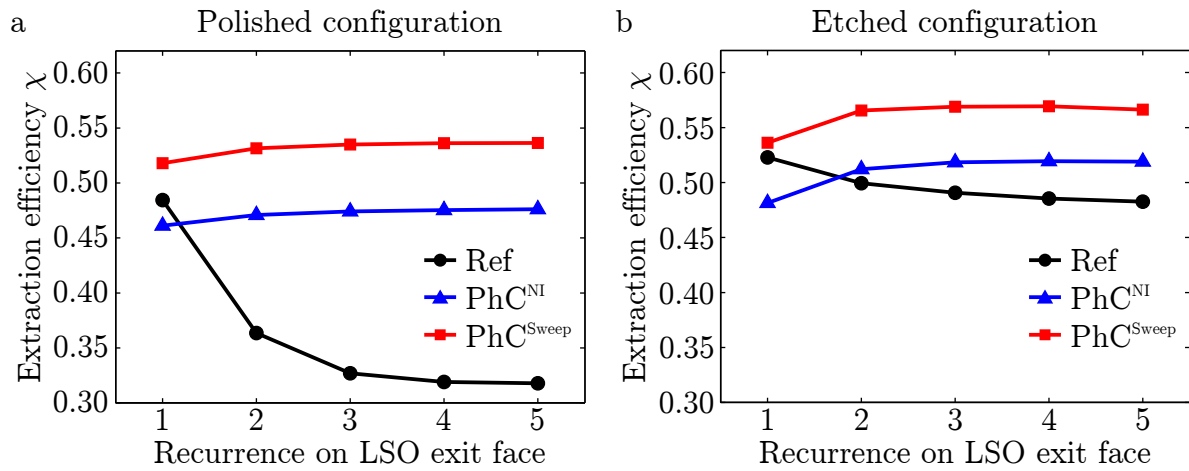 a
Polished configuration
Extraction efficiency χ
0.60
0.55
0.50
0.45
0.40
0.35
0.30
1 2 3 4 5
Recurrence on LSO exit face
Ref
PhC^NI
PhC^Sweep
b
Etched configuration
Extraction efficiency χ
0.60
0.55
0.50
0.45
0.40
0.35
0.30
1 2 3 4 5
Recurrence on LSO exit face
Ref
PhC^NI
PhC^Sweep